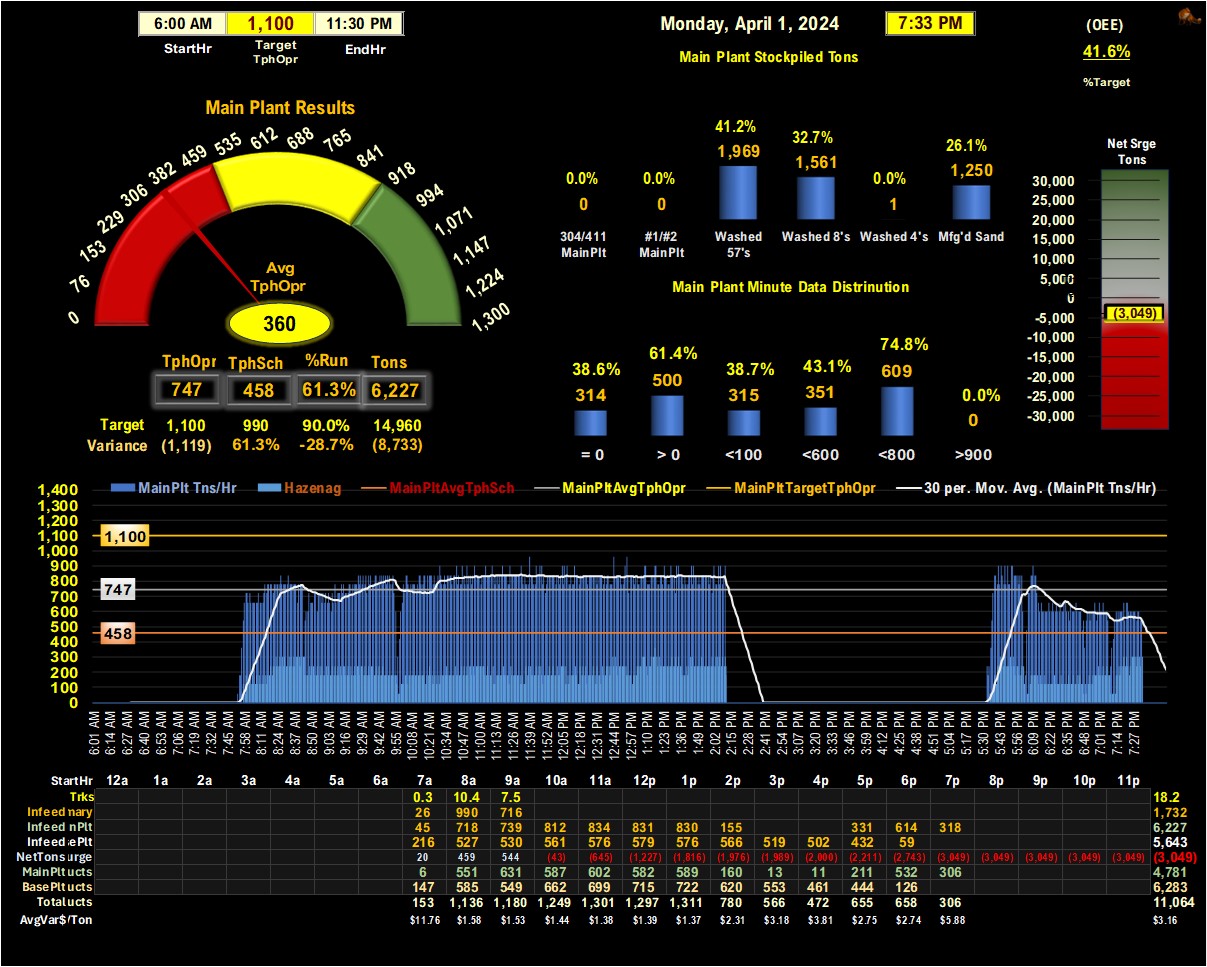 6:00 AM 1,100 11:30 PM
StartHr Target TphOpr EndHr
Monday, April 1, 2024 7:33 PM
(OEE)
41.6%
%Target
Main Plant Stockpiled Tons
41.2% 32.7% 26.1%
1,969 1,561 1,250
0.0% 0.0% 0.0%
0 0 1
304/411 MainPlt #1/#2 MainPlt Washed 57's Washed 8's Washed 4's Mfg'd Sand
Main Plant Results
0 76 153 229 306 382 459 535 612 688 765 841 918 994 1,071 1,147 1,224 1,300
Avg
TphOpr
360
TphOpr TphSch %Run Tons
747 458 61.3% 6,227
Target 1,100 990 90.0% 14,960
Variance (1,119) 61.3% -28.7% (8,733)
Main Plant Minute Data Distrinution
38.6% 61.4% 38.7% 43.1% 74.8% 0.0%
314 500 315 351 609 0
= 0 > 0 <100 <600 <800 >900
Net Srge
Tons
30,000
25,000
20,000
15,000
10,000
5,000
0
(3,049)
-5,000
-10,000
-15,000
-20,000
-25,000
-30,000
MainPlt Tns/Hr Hazenag MainPltAvgTphSch MainPltAvgTphOpr MainPltTargetTphOpr 30 per. Mov. Avg. (MainPlt Tns/Hr)
1,400
1,300
1,200
1,100
1,000
900
800
700
600
500
400
300
200
100
0
1,100
747
458
6:01 AM 6:14 AM 6:27 AM 6:40 AM 6:53 AM 7:06 AM 7:19 AM 7:32 AM 7:45 AM 7:58 AM 8:11 AM 8:24 AM 8:37 AM 8:50 AM 9:03 AM 9:16 AM 9:29 AM 9:42 AM 9:55 AM 10:08 AM 10:21 AM 10:34 AM 10:47 AM 11:00 AM 11:13 AM 11:26 AM 11:39 AM 11:52 AM 12:05 PM 12:18 PM 12:31 PM 12:44 PM 12:57 PM 1:10 PM 1:23 PM 1:36 PM 1:49 PM 2:02 PM 2:15 PM 2:28 PM 2:41 PM 2:54 PM 3:07 PM 3:20 PM 3:33 PM 3:46 PM 3:59 PM 4:12 PM 4:25 PM 4:38 PM 4:51 PM 5:04 PM 5:17 PM 5:30 PM 5:43 PM 5:56 PM 6:09 PM 6:22 PM 6:35 PM 6:48 PM 7:01 PM 7:14 PM 7:27 PM
StartHr 12a 1a 2a 3a 4a 5a 6a 7a 8a 9a 10a 11a 12p 1p 2p 3p 4p 5p 6p 7p 8p 9p 10p 11p
Trks 0.3 10.4 7.5 18.2
Infeed nary 26 990 716 1,732
Infeed nPlt 45 718 739 812 834 831 830 155 331 614 318 6,227
Infeed ePlt 216 527 530 561 576 579 576 566 519 502 432 59 5,643
NetTons urge 20 459 544 (43) (645) (1,227) (1,816) (1,976) (1,989) (2,000) (2,211) (2,743) (3,049) (3,049) (3,049) (3,049) (3,049) (3,049)
MainPlt ucts 6 551 631 587 602 582 589 160 13 11 211 532 306 4,781
BasePlt ucts 147 585 549 662 699 715 722 620 553 461 444 126 6,283
Total ucts 153 1,136 1,180 1,249 1,301 1,297 1,311 780 566 472 655 658 306 11,064
AvgVar$/Ton $11.76 $1.58 $1.53 $1.44 $1.38 $1.39 $1.37 $2.31 $3.18 $3.81 $2.75 $2.74 $5.88 $3.16